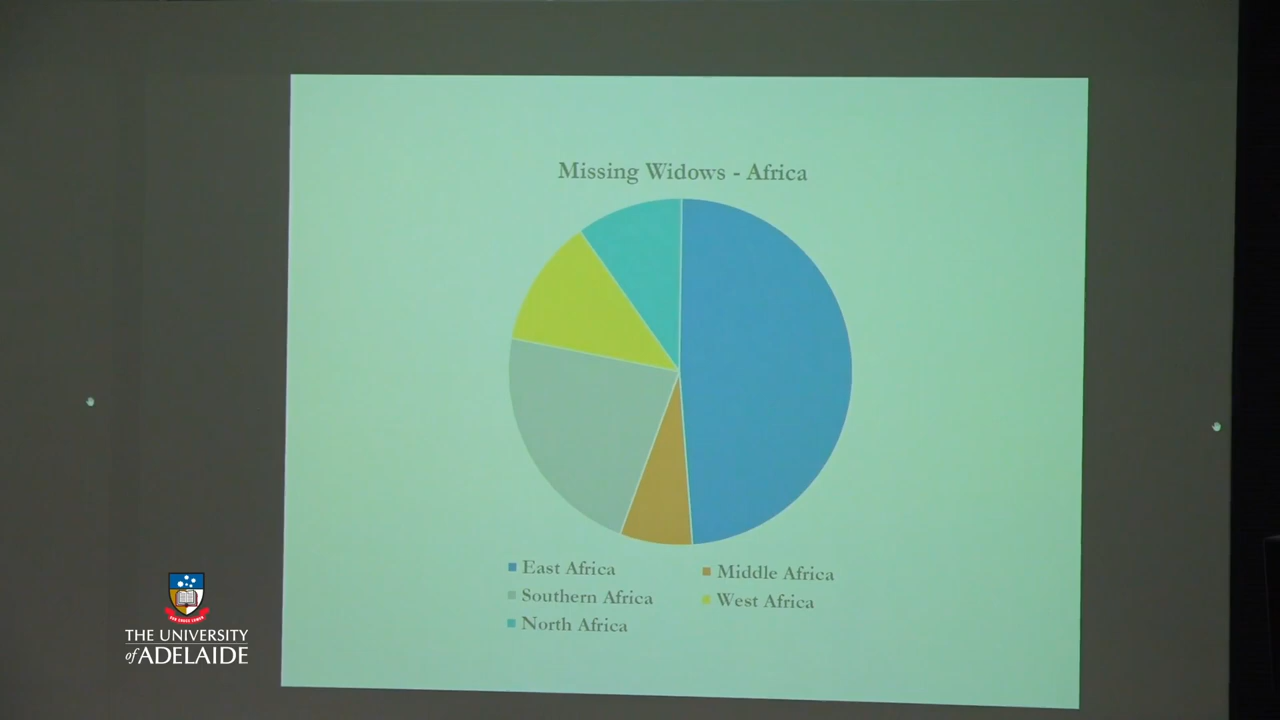 Missing Widows - Africa
East Africa
Middle Africa
Southern Africa
West Africa
North Africa
THE UNIVERSITY
of ADELAIDE